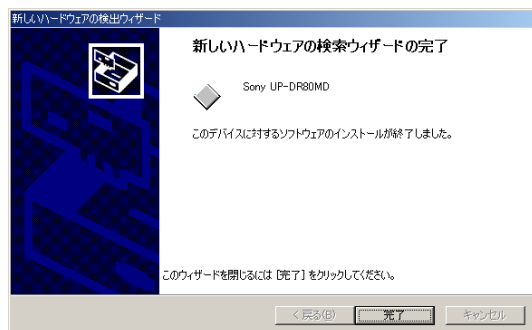 新しいハードウェアの検出ウィザード
新しいハードウェアの検索ウィザードの完了
Sony UP-DR80MD
このデバイスに対するソフトウェアのインストールが終了しました。
このウィザードを閉じるには [完了] をクリックしてください。
< 戻る(B)
完了
キャンセル